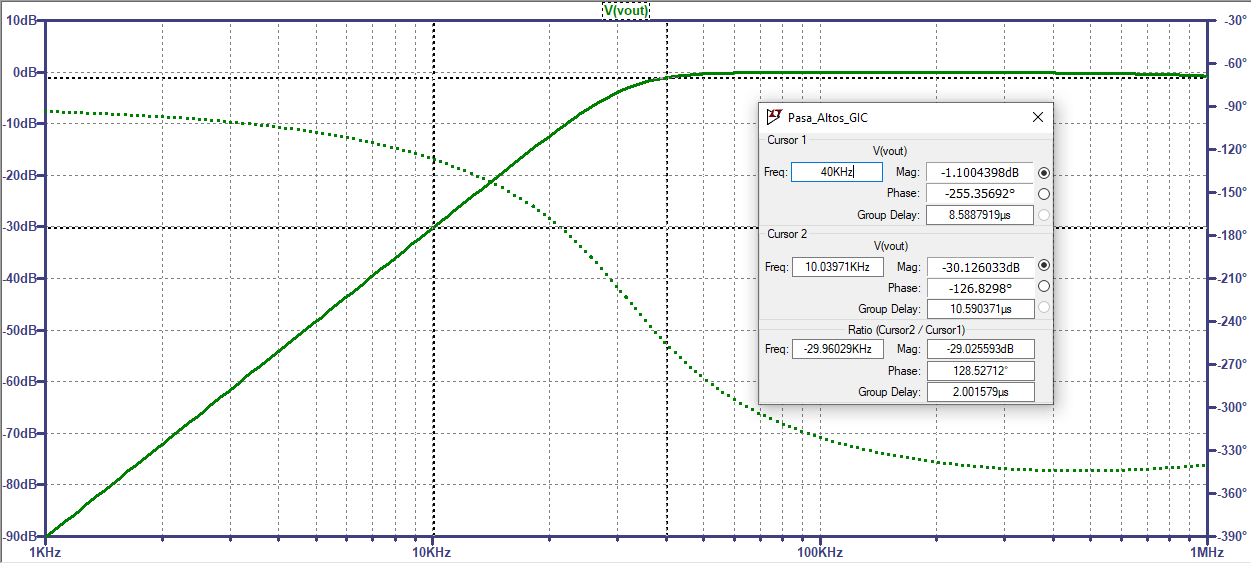 V(vout)
10dB
0dB
-10dB
-20dB
-30dB
-40dB
-50dB
-60dB
-70dB
-80dB
-90dB
-30°
-60°
-90°
-120°
-150°
-180°
-210°
-240°
-270°
-300°
-330°
-360°
-390°
1KHz 10KHz 100KHz 1MHz
Pasa_Altos_GIC
Cursor 1
V(vout)
Freq: 40KHz Mag: -1.1004398dB
Phase: -255.35692°
Group Delay: 8.5887919µs
Cursor 2
V(vout)
Freq: 10.03971KHz Mag: -30.126033dB
Phase: -126.8298°
Group Delay: 10.590371µs
Ratio (Cursor2 / Cursor1)
Freq: -29.96029KHz Mag: -29.025593dB
Phase: 128.52712°
Group Delay: 2.001579µs